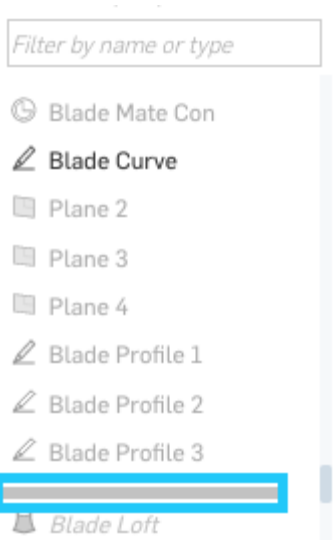 Filter by name or type
Blade Mate Con
Blade Curve
Plane 2
Plane 3
Plane 4
Blade Profile 1
Blade Profile 2
Blade Profile 3
Blade Loft